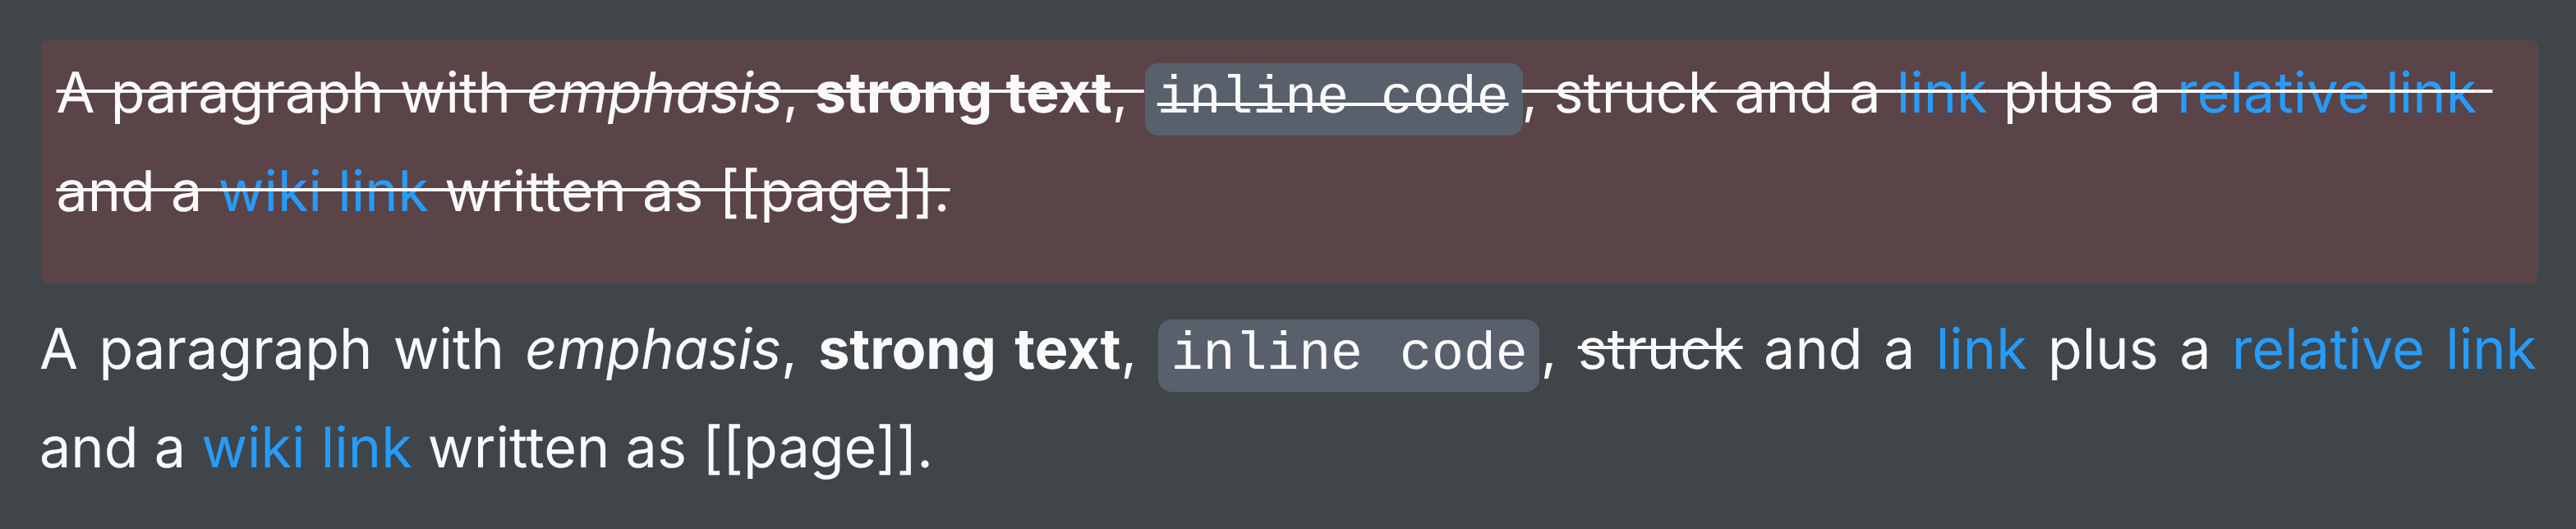 A paragraph with emphasis, strong text, inline code, struck and a link plus a relative link
and a wiki link written as [[page]].
A paragraph with emphasis, strong text, inline code, struck and a link plus a relative link
and a wiki link written as [[page]].